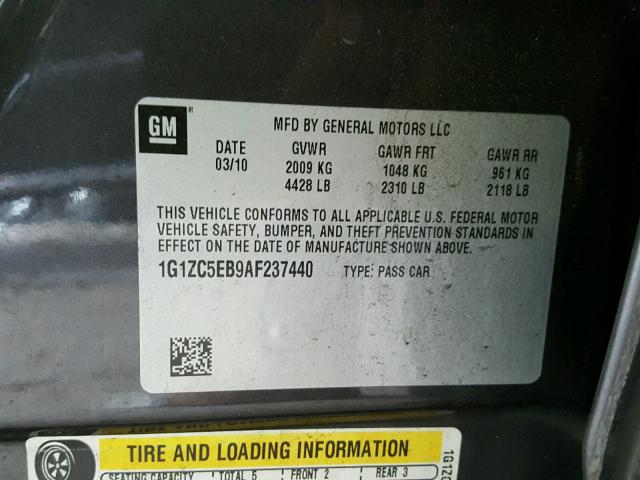 GM
MFD BY GENERAL MOTORS LLC
DATE GVWR GAWR FRT GAWR RR
03/10 2009 KG 1048 KG 961 KG
4428 LB 2310 LB 2118 LB
THIS VEHICLE CONFORMS TO ALL APPLICABLE U.S. FEDERAL MOTOR
VEHICLE SAFETY, BUMPER, AND THEFT PREVENTION STANDARDS
IN EFFECT ON THE DATE OF MANUFACTURE SHOWN ABOVE.
1G1ZC5EB9AF237440 TYPE: PASS CAR
TIRE AND LOADING INFORMATION
SEATING CAPACITY TOTAL 5 FRONT 2 REAR 3
1G1ZC